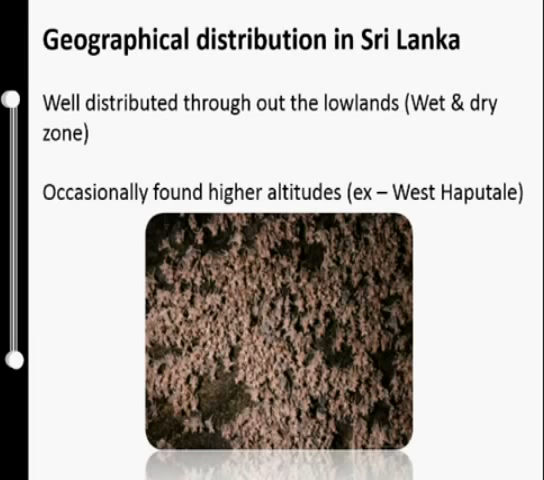 Geographical distribution in Sri Lanka
Well distributed through out the lowlands (Wet & dry
zone)
Occasionally found higher altitudes (ex – West Haputale)